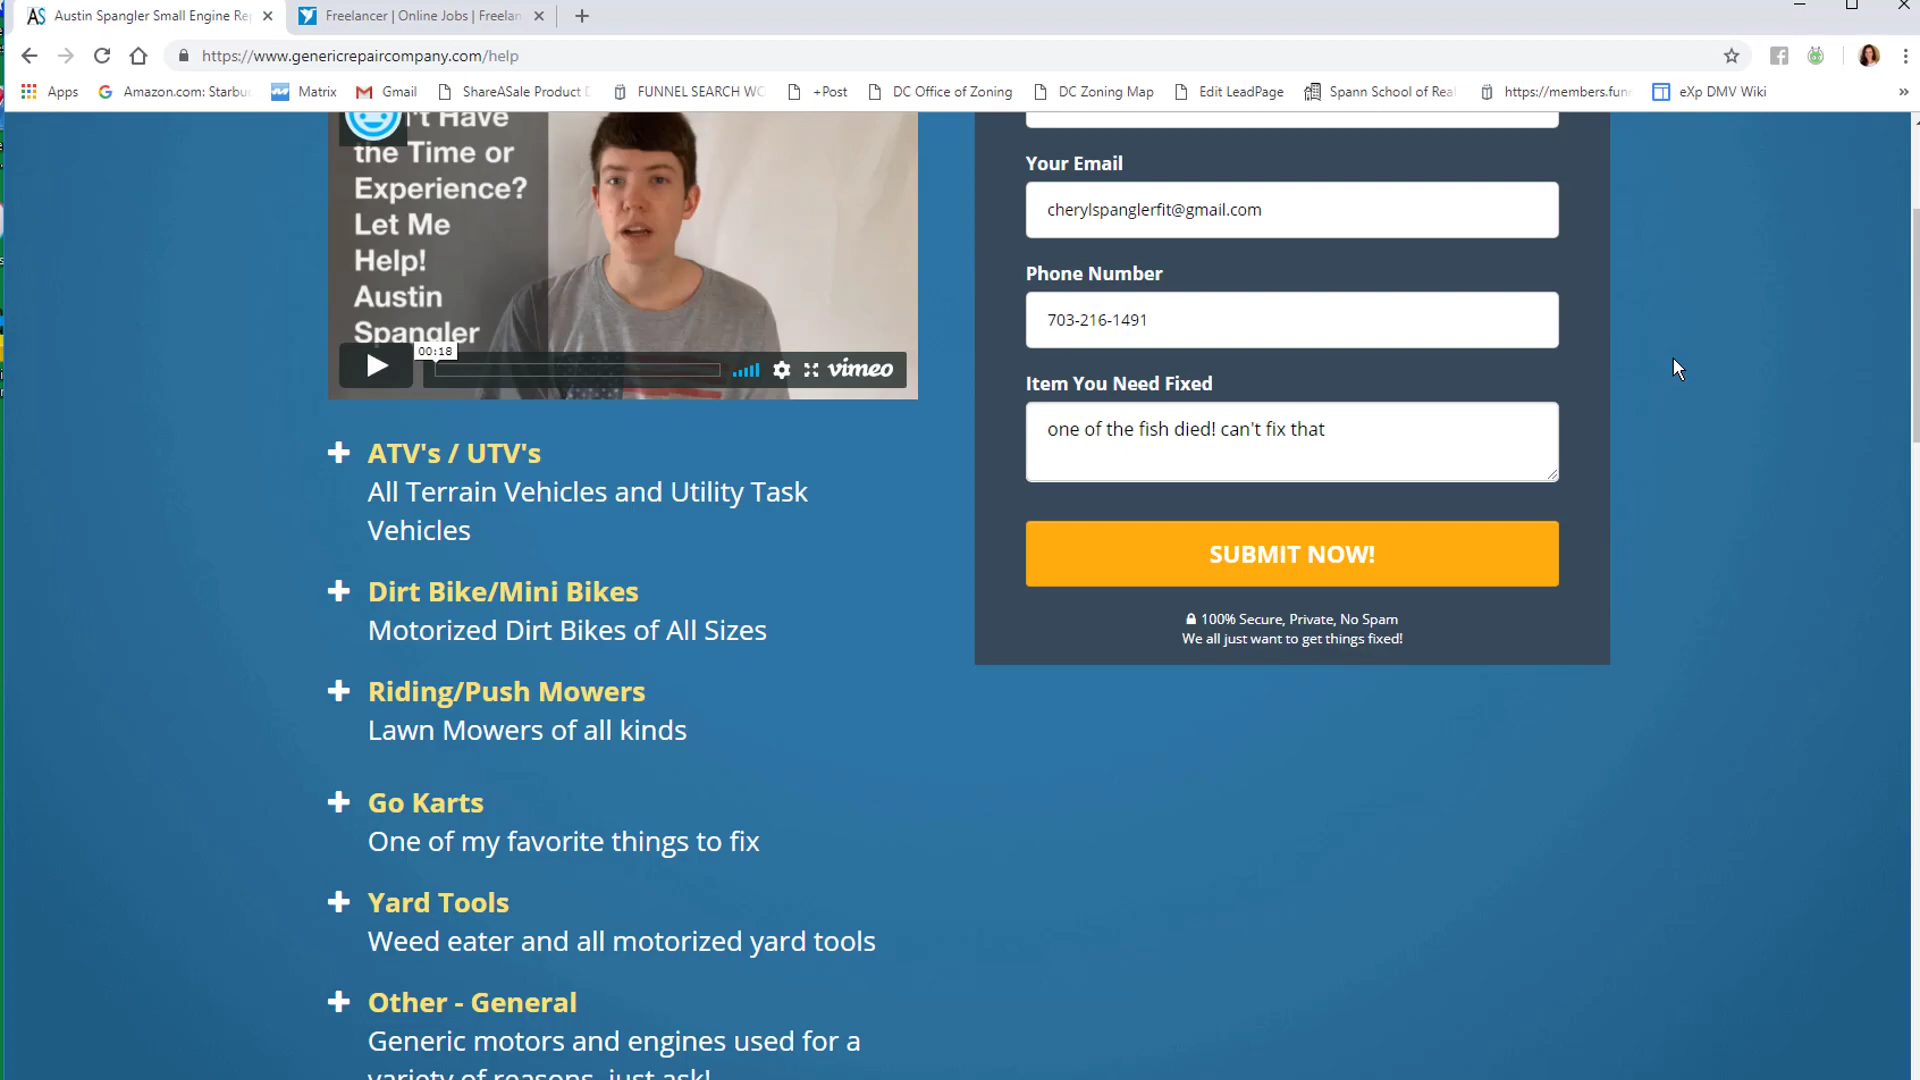 Austin Spangler Small Engine Re
Freelancer | Online Jobs | Freelan
https://www.genericrepaircompany.com/help
Apps
Amazon.com: Starbu
Matrix
Gmail
ShareASale Product D
FUNNEL SEARCH WO
+Post
DC Office of Zoning
DC Zoning Map
Edit LeadPage
Spann School of Real
https://members.fun
eXp DMV Wiki
»
't Have
the Time or
Experience?
Let Me
Help!
Austin
Spangler
00:18
vimeo
ATV's / UTV's
All Terrain Vehicles and Utility Task
Vehicles
Dirt Bike/Mini Bikes
Motorized Dirt Bikes of All Sizes
Riding/Push Mowers
Lawn Mowers of all kinds
Go Karts
One of my favorite things to fix
Yard Tools
Weed eater and all motorized yard tools
Other - General
Generic motors and engines used for a
variety of reasons, just ask!
Your Email
cherylspanglerfit@gmail.com
Phone Number
703-216-1491
Item You Need Fixed
one of the fish died! can't fix that
SUBMIT NOW!
100% Secure, Private, No Spam
We all just want to get things fixed!